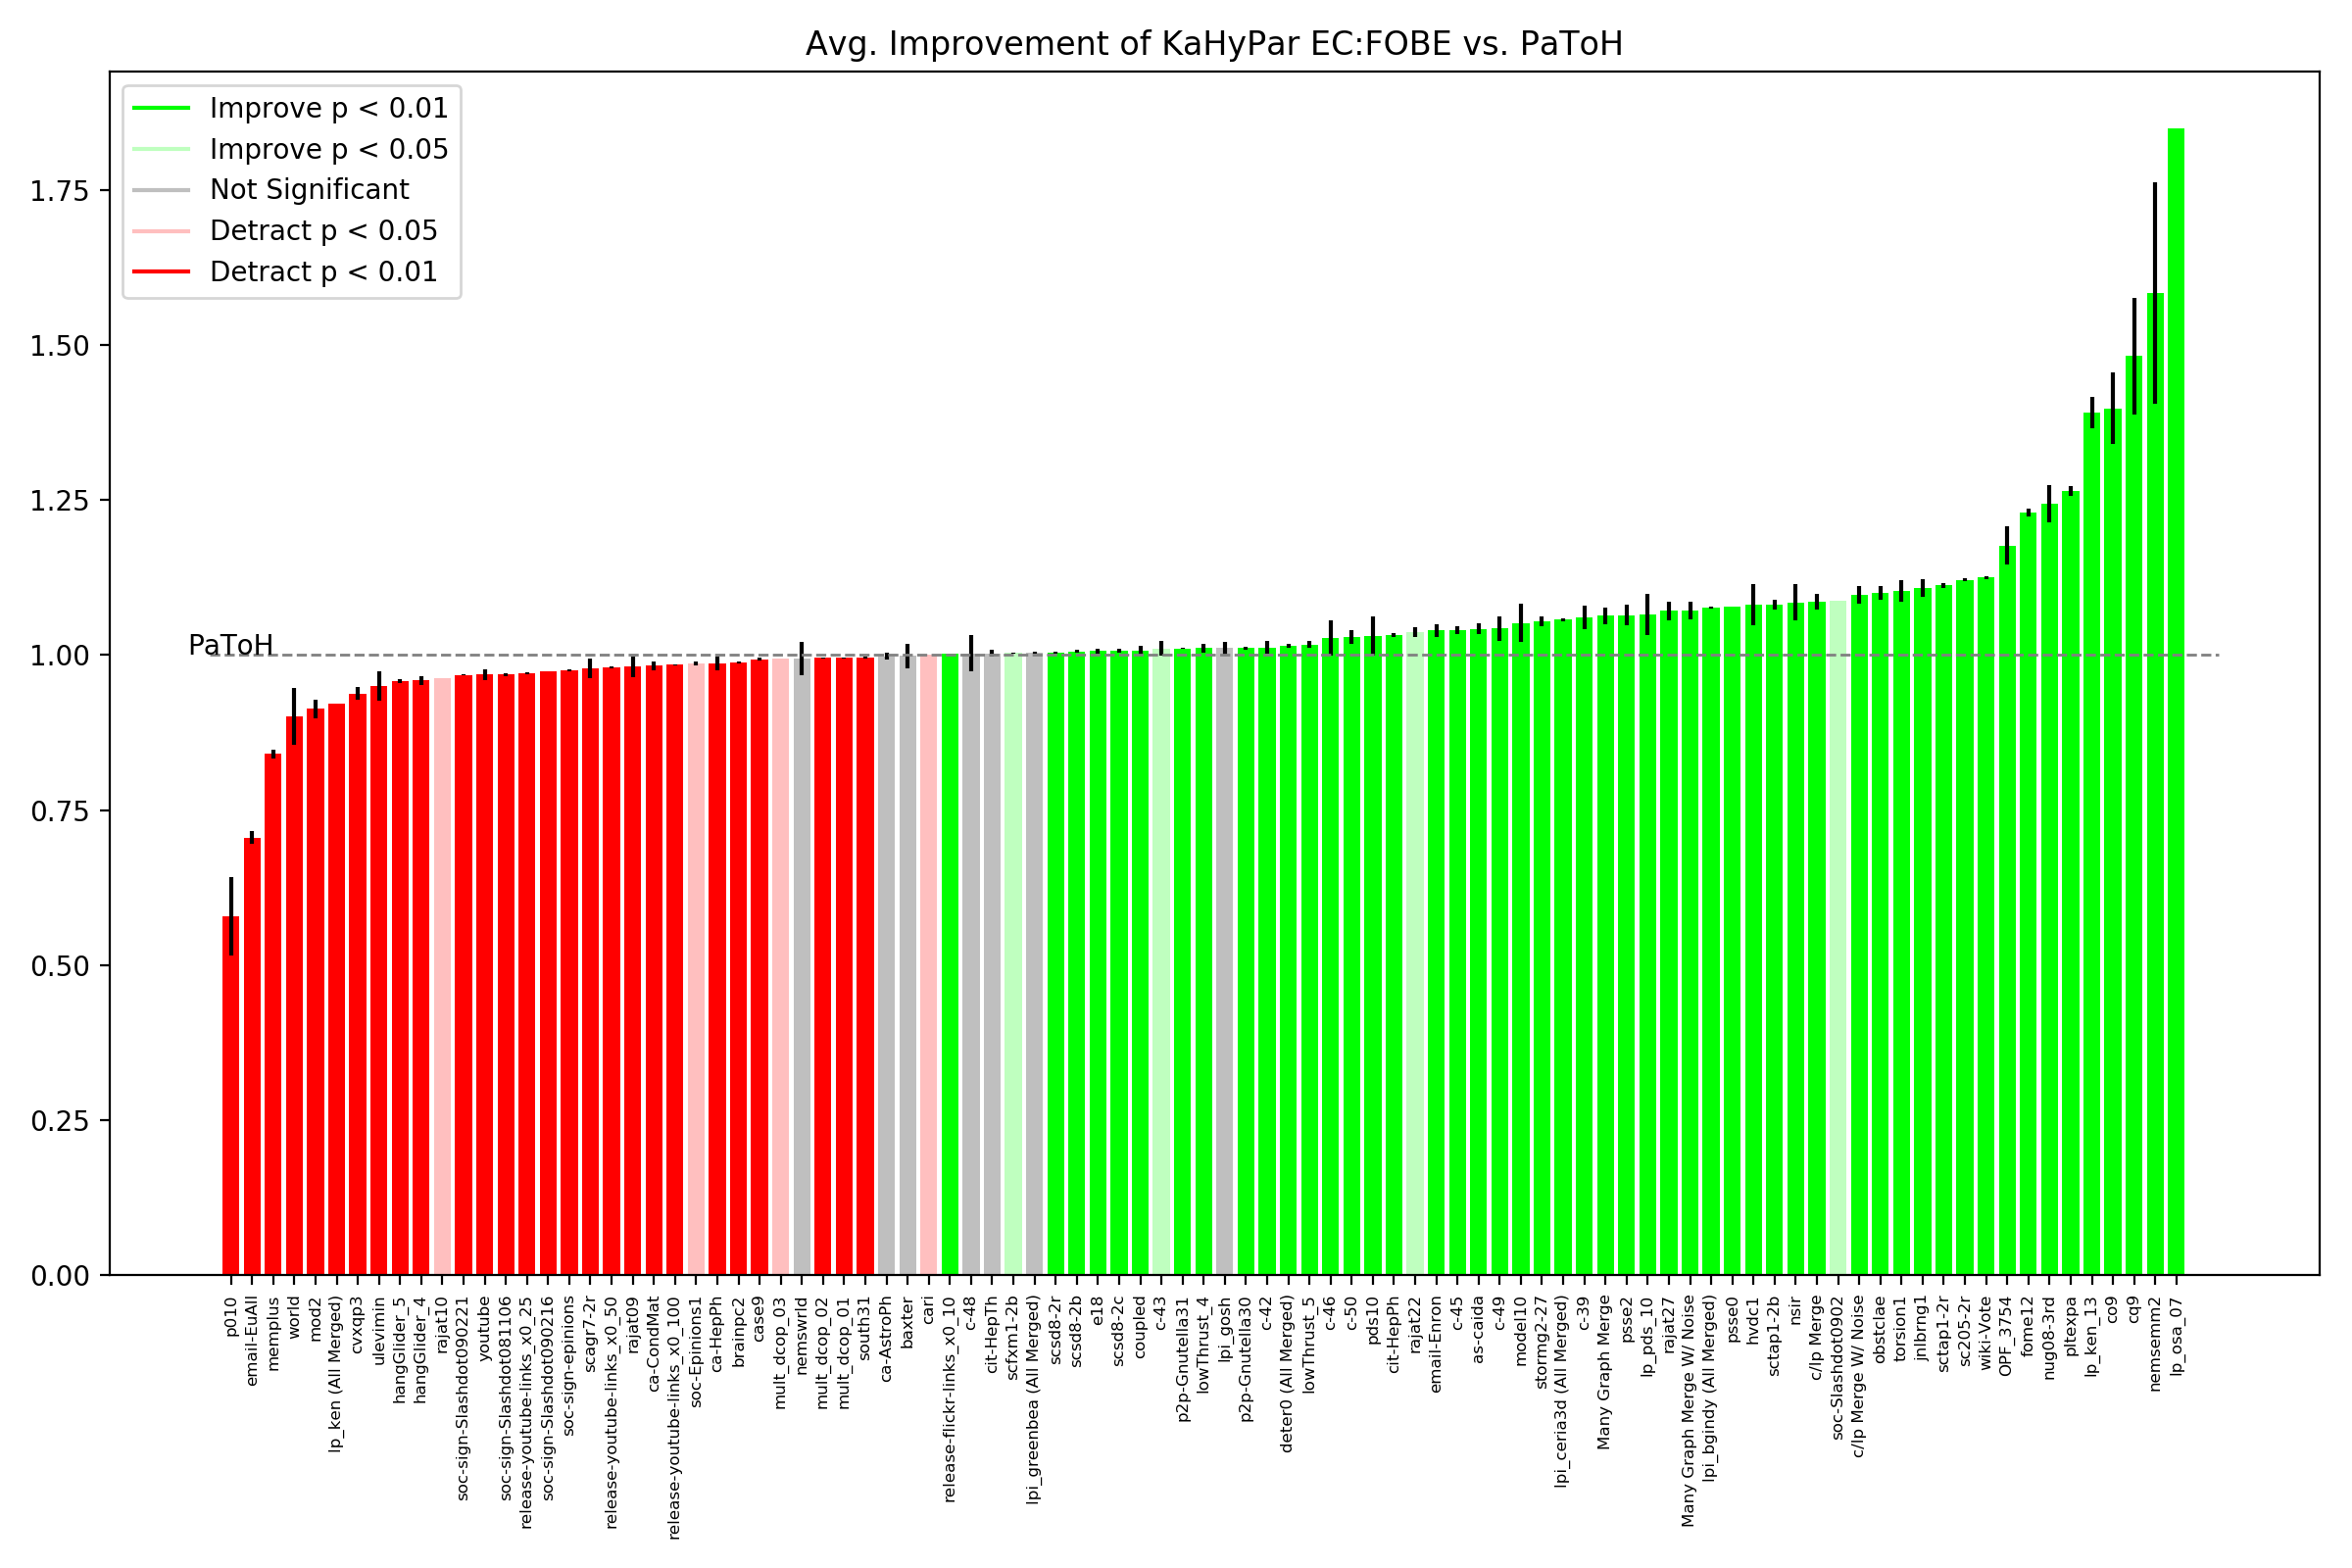 Avg. Improvement of KaHyPar EC:FOBE vs. PaToH
Improve p < 0.01
Improve p < 0.05
Not Significant
Detract p < 0.05
Detract p < 0.01
1.75
1.50
1.25
1.00
0.75
0.50
0.25
0.00
PaToH
p010
email-EuAll
memplus
world
mod2
lp_ken (All Merged)
cvxqp3
ulevimin
hangGlider_5
hangGlider_4
rajat10
soc-sign-Slashdot090221
youtube
soc-sign-Slashdot081106
release-youtube-links_x0_25
soc-sign-Slashdot090216
soc-sign-epinions
scagr7-2r
release-youtube-links_x0_50
rajat09
ca-CondMat
release-youtube-links_x0_100
soc-Epinions1
ca-HepPh
brainpc2
case9
mult_dcop_03
nemswrld
mult_dcop_02
mult_dcop_01
south31
ca-AstroPh
baxter
cari
release-flickr-links_x0_10
c-48
cit-HepTh
scfxm1-2b
lpi_greenbea (All Merged)
scsd8-2r
scsd8-2b
e18
scsd8-2c
coupled
c-43
p2p-Gnutella31
lowThrust_4
lpi_gosh
p2p-Gnutella30
c-42
deter0 (All Merged)
lowThrust_5
c-46
c-50
pds10
cit-HepPh
rajat22
email-Enron
c-45
as-caida
c-49
model10
stormg2-27
lpi_ceria3d (All Merged)
c-39
Many Graph Merge
psse2
lp_pds_10
rajat27
Many Graph Merge W/ Noise
lpi_bgindy (All Merged)
psse0
hvdc1
sctap1-2b
nsir
c/lp Merge
soc-Slashdot0902
c/lp Merge W/ Noise
obstclae
torsion1
jnlbrng1
sctap1-2r
sc205-2r
wiki-Vote
OPF_3754
fome12
nug08-3rd
pltexpa
lp_ken_13
co9
cq9
nemsemm2
lp_osa_07